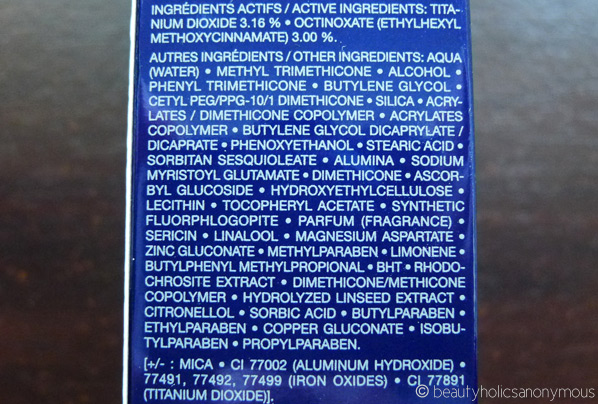 INGRÉDIENTS ACTIFS / ACTIVE INGREDIENTS: TITA-
NIUM DIOXIDE 3.16 % • OCTINOXATE (ETHYLHEXYL
METHOXYCINNAMATE) 3.00 %.
AUTRES INGRÉDIENTS / OTHER INGREDIENTS: AQUA
(WATER) • METHYL TRIMETHICONE • ALCOHOL •
PHENYL TRIMETHICONE • BUTYLENE GLYCOL •
CETYL PEG/PPG-10/1 DIMETHICONE • SILICA • ACRY-
LATES / DIMETHICONE COPOLYMER • ACRYLATES
COPOLYMER • BUTYLENE GLYCOL DICAPRYLATE /
DICAPRATE • PHENOXYETHANOL • STEARIC ACID •
SORBITAN SESQUIOLEATE • ALUMINA • SODIUM
MYRISTOYL GLUTAMATE • DIMETHICONE • ASCOR-
BYL GLUCOSIDE • HYDROXYETHYLCELLULOSE •
LECITHIN • TOCOPHERYL ACETATE • SYNTHETIC
FLUORPHLOGOPITE • PARFUM (FRAGRANCE) •
SERICIN • LINALOOL • MAGNESIUM ASPARTATE •
ZINC GLUCONATE • METHYLPARABEN • LIMONENE •
BUTYLPHENYL METHYLPROPIONAL • BHT • RHODO-
CHROSITE EXTRACT • DIMETHICONE/METHICONE
COPOLYMER • HYDROLYZED LINSEED EXTRACT •
CITRONELLOL • SORBIC ACID • BUTYLPARABEN •
ETHYLPARABEN • COPPER GLUCONATE • ISOBU-
TYLPARABEN • PROPYLPARABEN.
[+/- : MICA • CI 77002 (ALUMINUM HYDROXIDE) •
77491, 77492, 77499 (IRON OXIDES) • CI 77891
(TITANIUM DIOXIDE)].
© beautyholicsanonymous